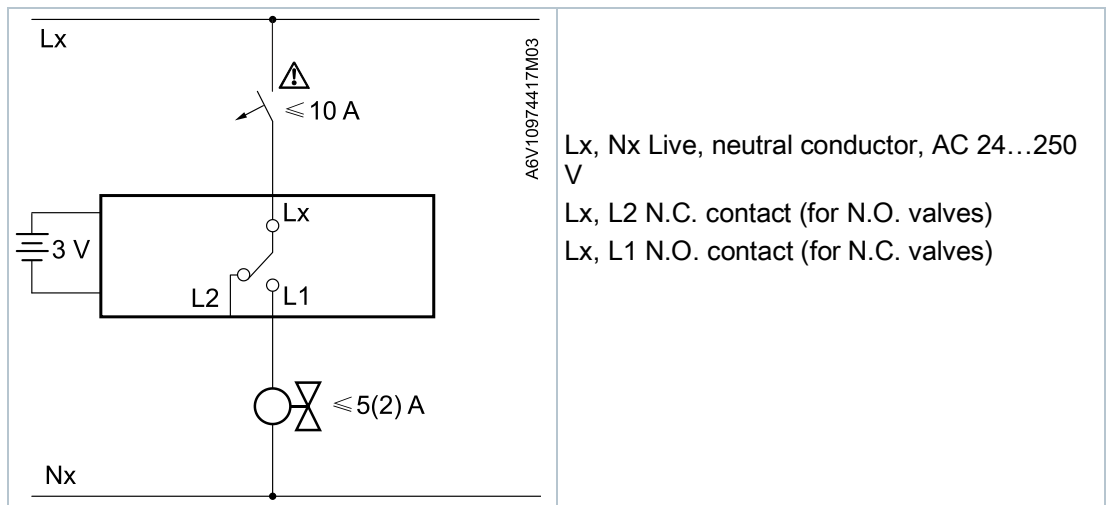 Lx
≤ 10 A
A6V10974417M03
Lx
3 V
L2
L1
≤ 5(2) A
Nx
Lx, Nx Live, neutral conductor, AC 24…250
V
Lx, L2 N.C. contact (for N.O. valves)
Lx, L1 N.O. contact (for N.C. valves)